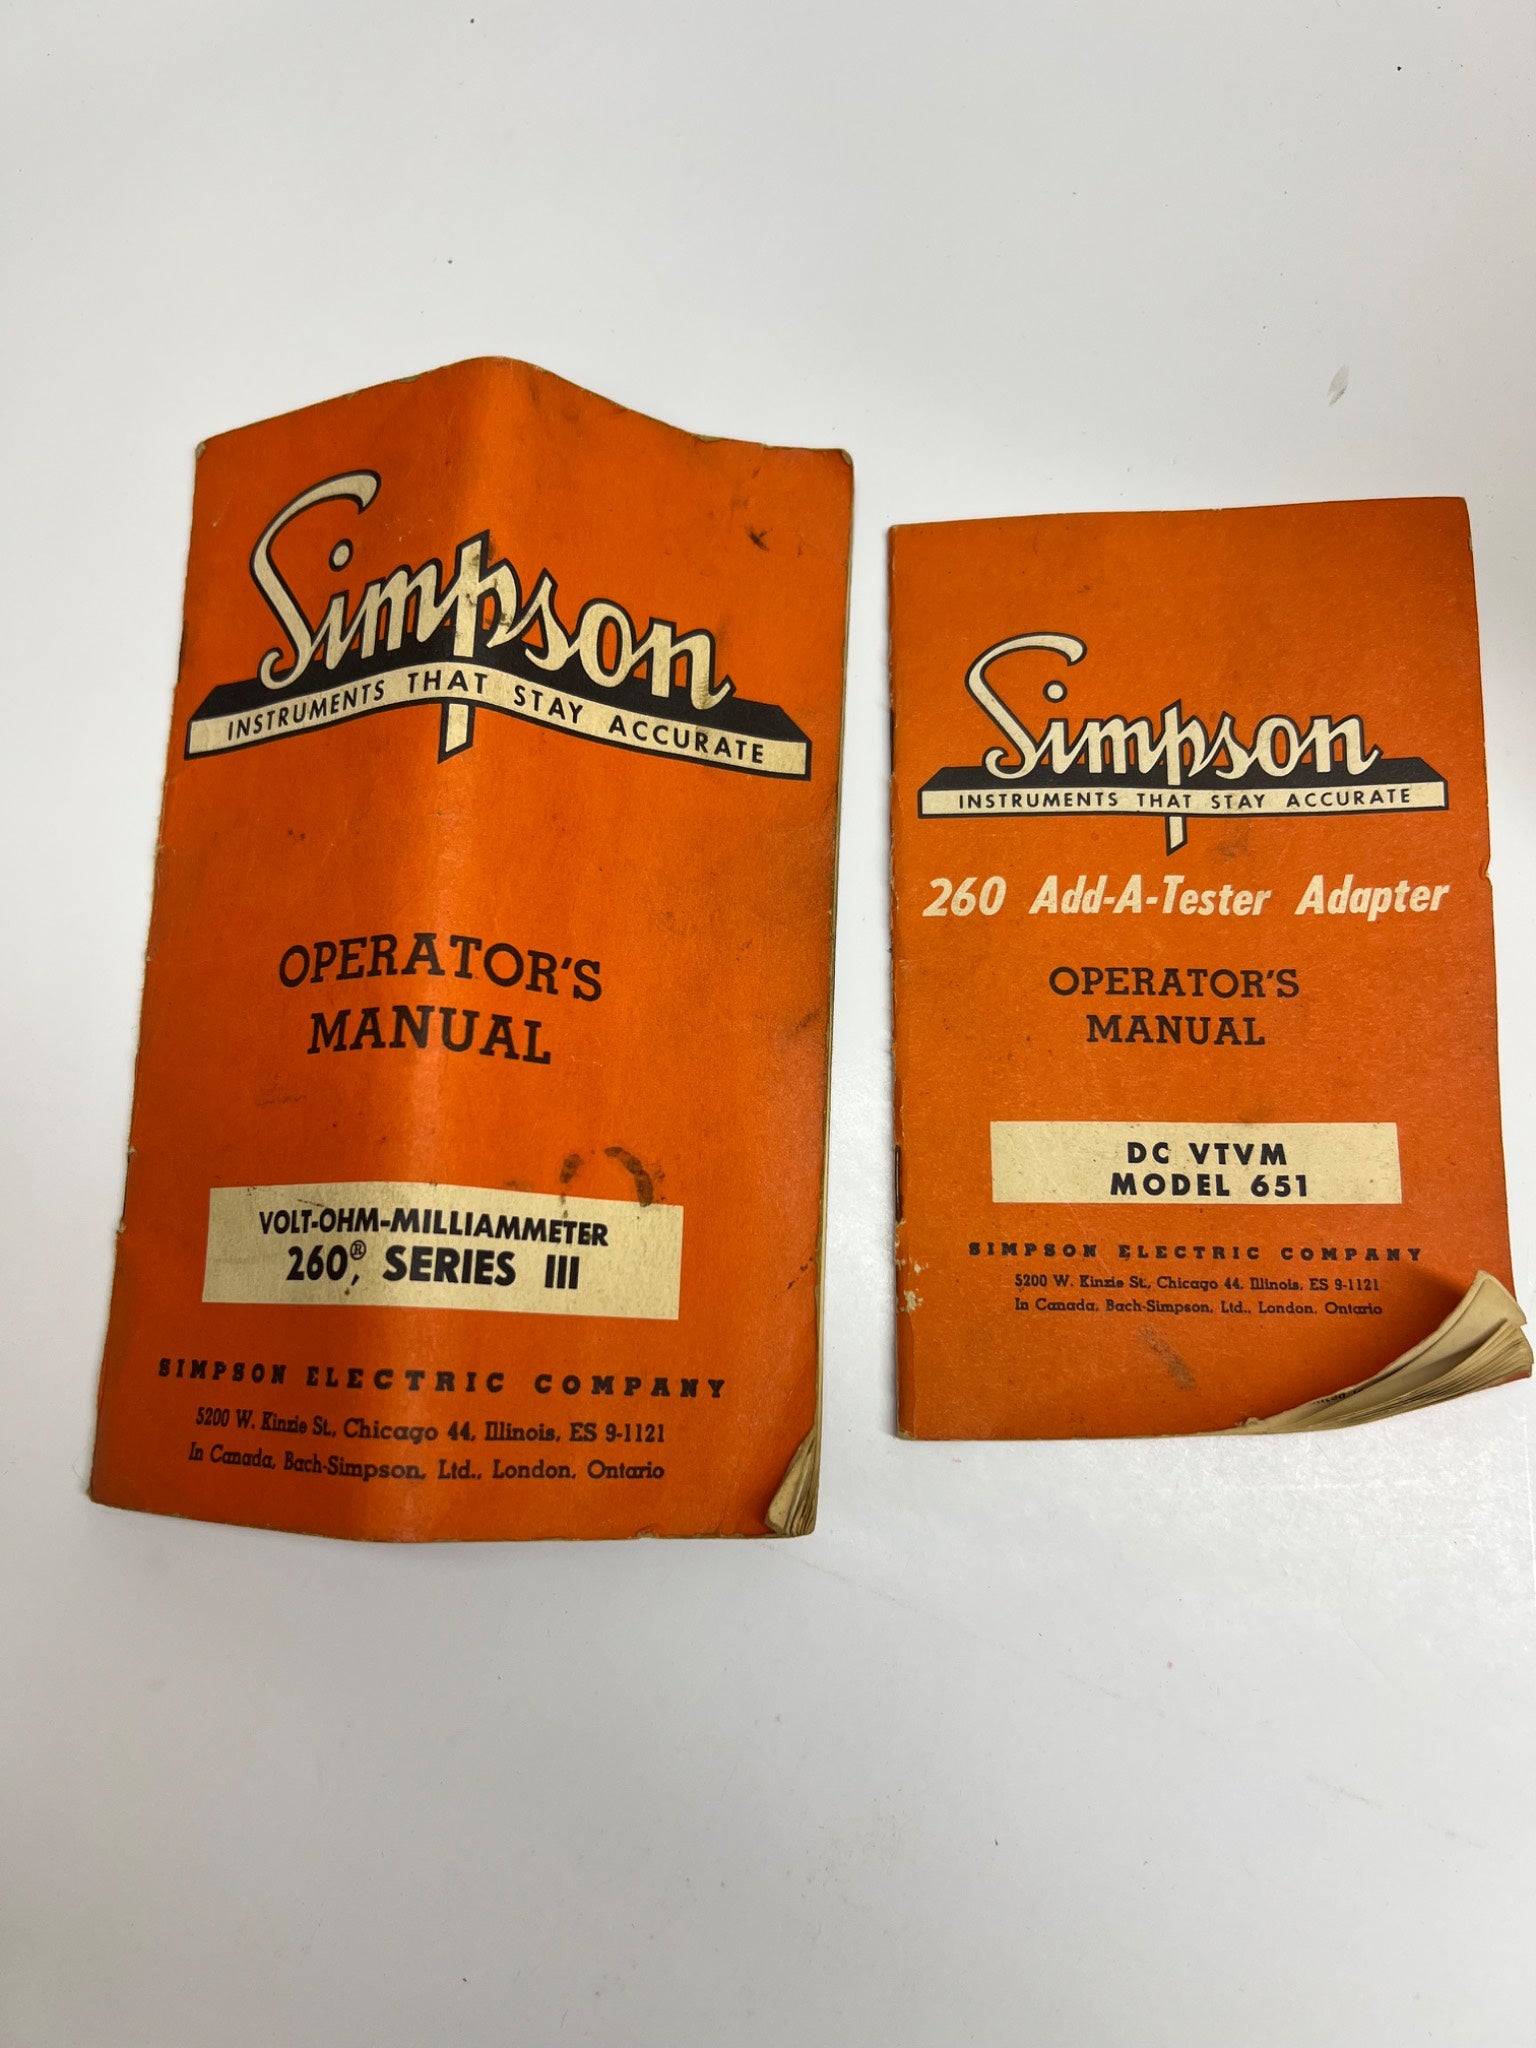 Simpson
INSTRUMENTS THAT STAY ACCURATE
OPERATOR'S
MANUAL
VOLT-OHM-MILLIAMMETER
260®, SERIES III
SIMPSON ELECTRIC COMPANY
5200 W. Kinzie St., Chicago 44, Illinois, ES 9-1121
In Canada, Bach-Simpson, Ltd., London, Ontario
Simpson
INSTRUMENTS THAT STAY ACCURATE
260 Add-A-Tester Adapter
OPERATOR'S
MANUAL
DC VTVM
MODEL 651
SIMPSON ELECTRIC COMPANY
5200 W. Kinzie St., Chicago 44, Illinois, ES 9-1121
In Canada, Bach-Simpson, Ltd., London, Ontario